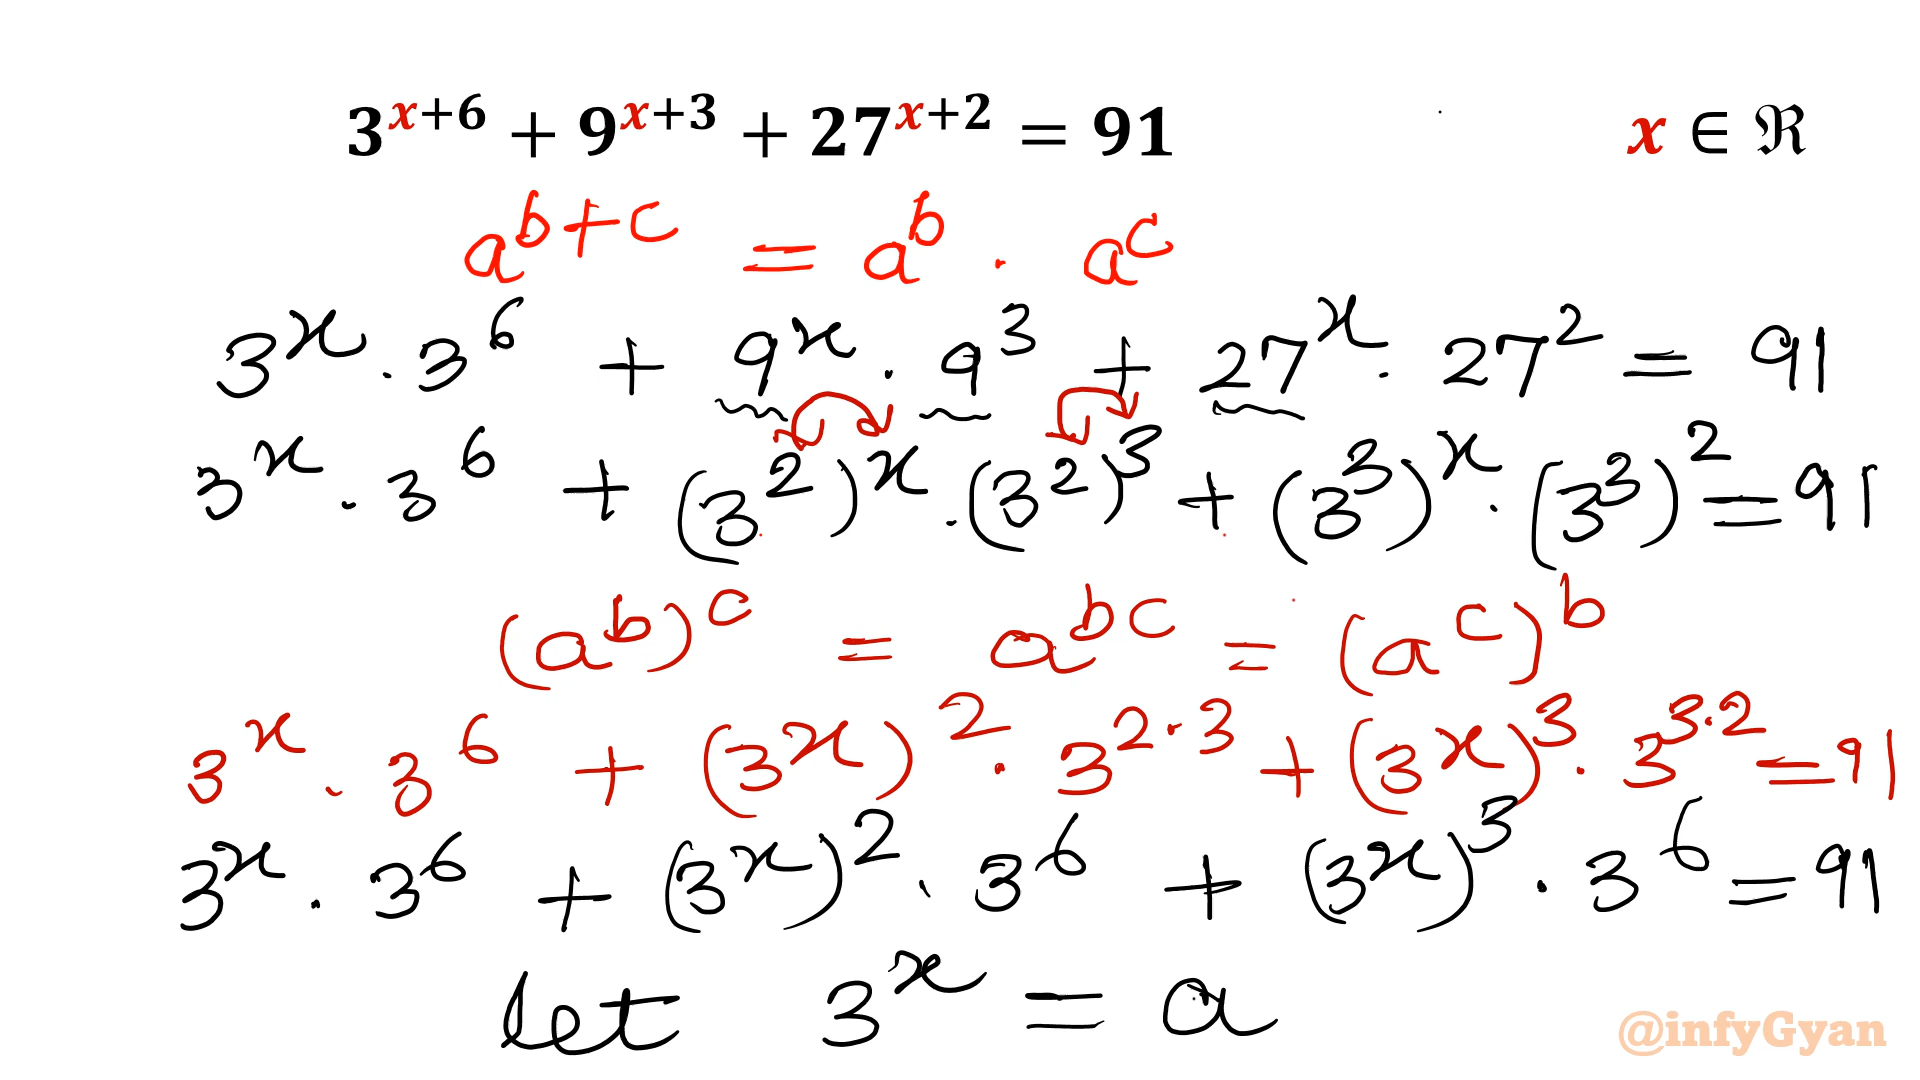 3^{x+6} + 9^{x+3} + 27^{x+2} = 91    x ∈ ℜ
a^{b+c} = a^b · a^c
3^x · 3^6 + 9^x · 9^3 + 27^x · 27^2 = 91
3^x · 3^6 + (3^2)^x · (3^2)^3 + (3^3)^x · (3^3)^2 = 91
(a^b)^c = a^{bc} = (a^c)^b
3^x · 3^6 + (3^x)^2 · 3^{2·3} + (3^x)^3 · 3^{3·2} = 91
3^x · 3^6 + (3^x)^2 · 3^6 + (3^x)^3 · 3^6 = 91
let 3^x = a
@infyGyan